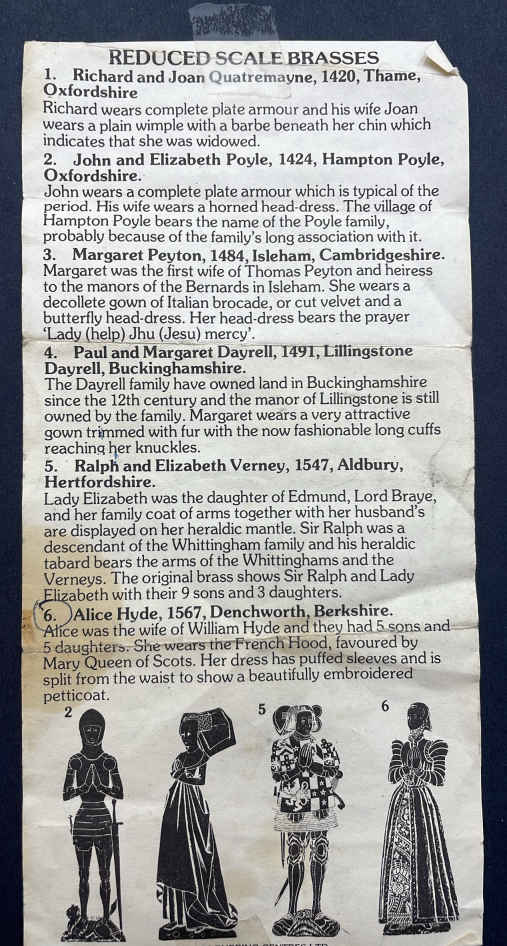 REDUCED SCALE BRASSES
1. Richard and Joan Quatremayne, 1420, Thame,
Oxfordshire
Richard wears complete plate armour and his wife Joan
wears a plain wimple with a barbe beneath her chin which
indicates that she was widowed.
2. John and Elizabeth Poyle, 1424, Hampton Poyle,
Oxfordshire.
John wears a complete plate armour which is typical of the
period. His wife wears a horned head-dress. The village of
Hampton Poyle bears the name of the Poyle family,
probably because of the family's long association with it.
3. Margaret Peyton, 1484, Isleham, Cambridgeshire.
Margaret was the first wife of Thomas Peyton and heiress
to the manors of the Bernards in Isleham. She wears a
decollete gown of Italian brocade, or cut velvet and a
butterfly head-dress. Her head-dress bears the prayer
'Lady (help) Jhu (Jesu) mercy'.
4. Paul and Margaret Dayrell, 1491, Lillingstone
Dayrell, Buckinghamshire.
The Dayrell family have owned land in Buckinghamshire
since the 12th century and the manor of Lillingstone is still
owned by the family. Margaret wears a very attractive
gown trimmed with fur with the now fashionable long cuffs
reaching her knuckles.
5. Ralph and Elizabeth Verney, 1547, Aldbury,
Hertfordshire.
Lady Elizabeth was the daughter of Edmund, Lord Braye,
and her family coat of arms together with her husband's
are displayed on her heraldic mantle. Sir Ralph was a
descendant of the Whittingham family and his heraldic
tabard bears the arms of the Whittinghams and the
Verneys. The original brass shows Sir Ralph and Lady
Elizabeth with their 9 sons and 3 daughters.
6. Alice Hyde, 1567, Denchworth, Berkshire.
Alice was the wife of William Hyde and they had 5 sons and
5 daughters. She wears the French Hood, favoured by
Mary Queen of Scots. Her dress has puffed sleeves and is
split from the waist to show a beautifully embroidered
petticoat.
2 5 6
CENTRES LTD